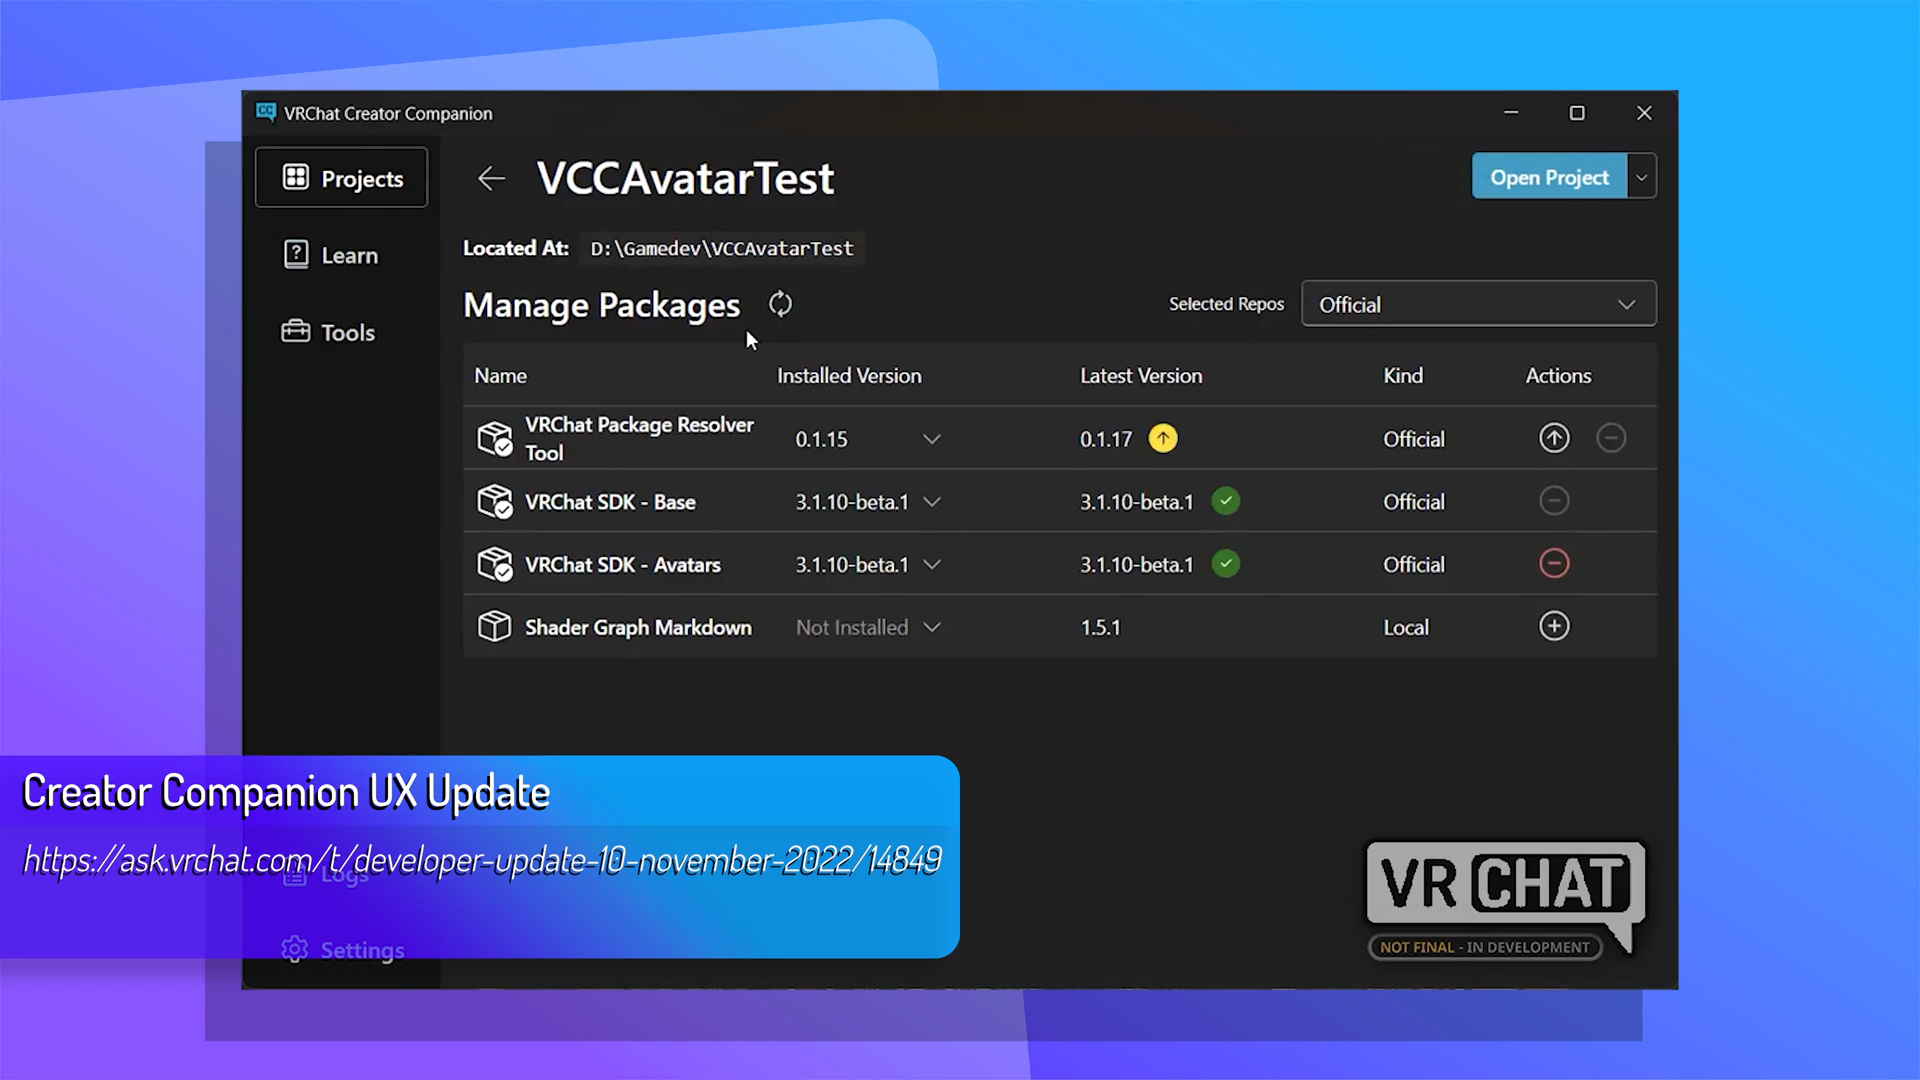 VRChat Creator Companion
Projects
Learn
Tools
Logs
Settings
VCCAvatarTest
Open Project
Located At: D:\Gamedev\VCCAvatarTest
Manage Packages
Selected Repos Official
Name Installed Version Latest Version Kind Actions
VRChat Package Resolver
Tool
0.1.15 0.1.17 Official
VRChat SDK - Base 3.1.10-beta.1 3.1.10-beta.1 Official
VRChat SDK - Avatars 3.1.10-beta.1 3.1.10-beta.1 Official
Shader Graph Markdown Not Installed 1.5.1 Local
Creator Companion UX Update
https://ask.vrchat.com/t/developer-update-10-november-2022/14849
VRCHAT
NOT FINAL - IN DEVELOPMENT